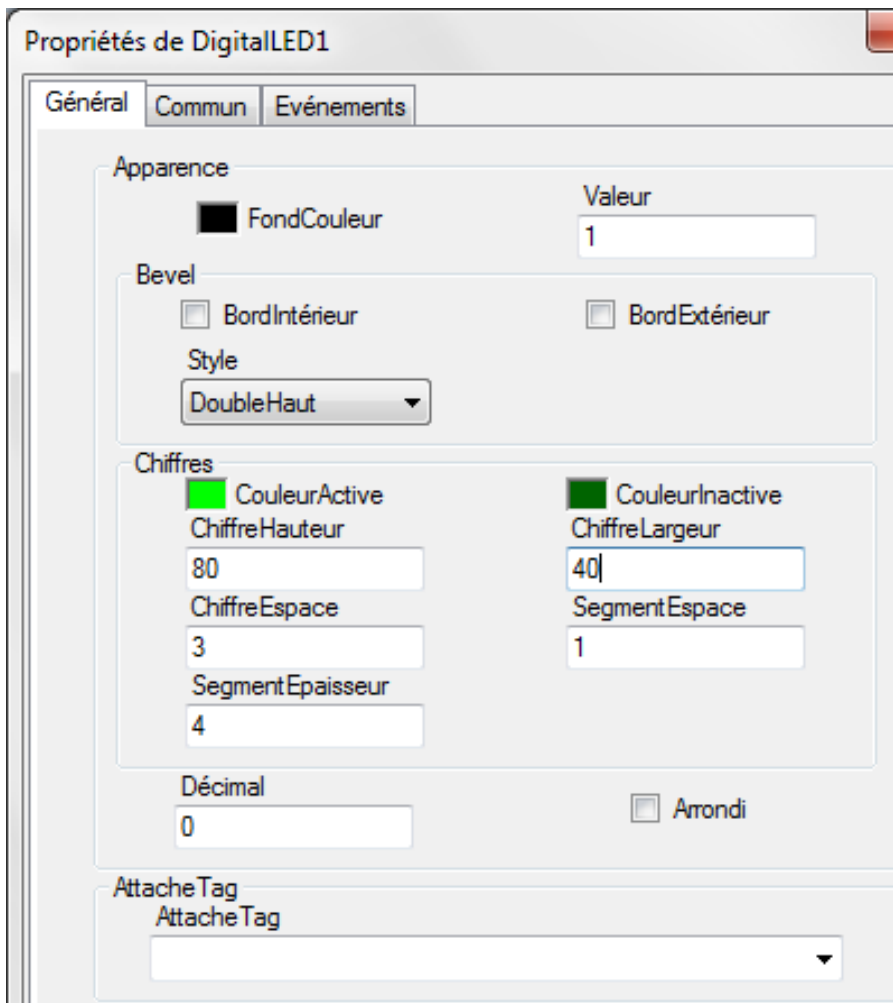 Propriétés de DigitalLED1
Général Commun Evénements
Apparence
FondCouleur
Valeur
1
Bevel
BordIntérieur
BordExtérieur
Style
DoubleHaut
Chiffres
CouleurActive
CouleurInactive
ChiffreHauteur
ChiffreLargeur
80
40
ChiffreEspace
SegmentEspace
3
1
SegmentEpaisseur
4
Décimal
0
Arrondi
AttacheTag
AttacheTag